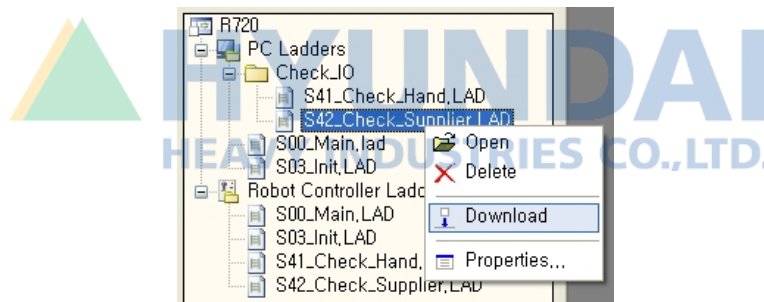 R720
PC Ladders
Check_IO
S41_Check_Hand,LAD
S42_Check_Supplier,LAD
S00_Main,lad
S03_Init,LAD
Robot Controller Ladd
S00_Main,LAD
S03_Init,LAD
S41_Check_Hand,
S42_Check_Supplier,LAD
Open
Delete
Download
Properties,,,
HYUNDAI
HEAVY INDUSTRIES CO.,LTD.